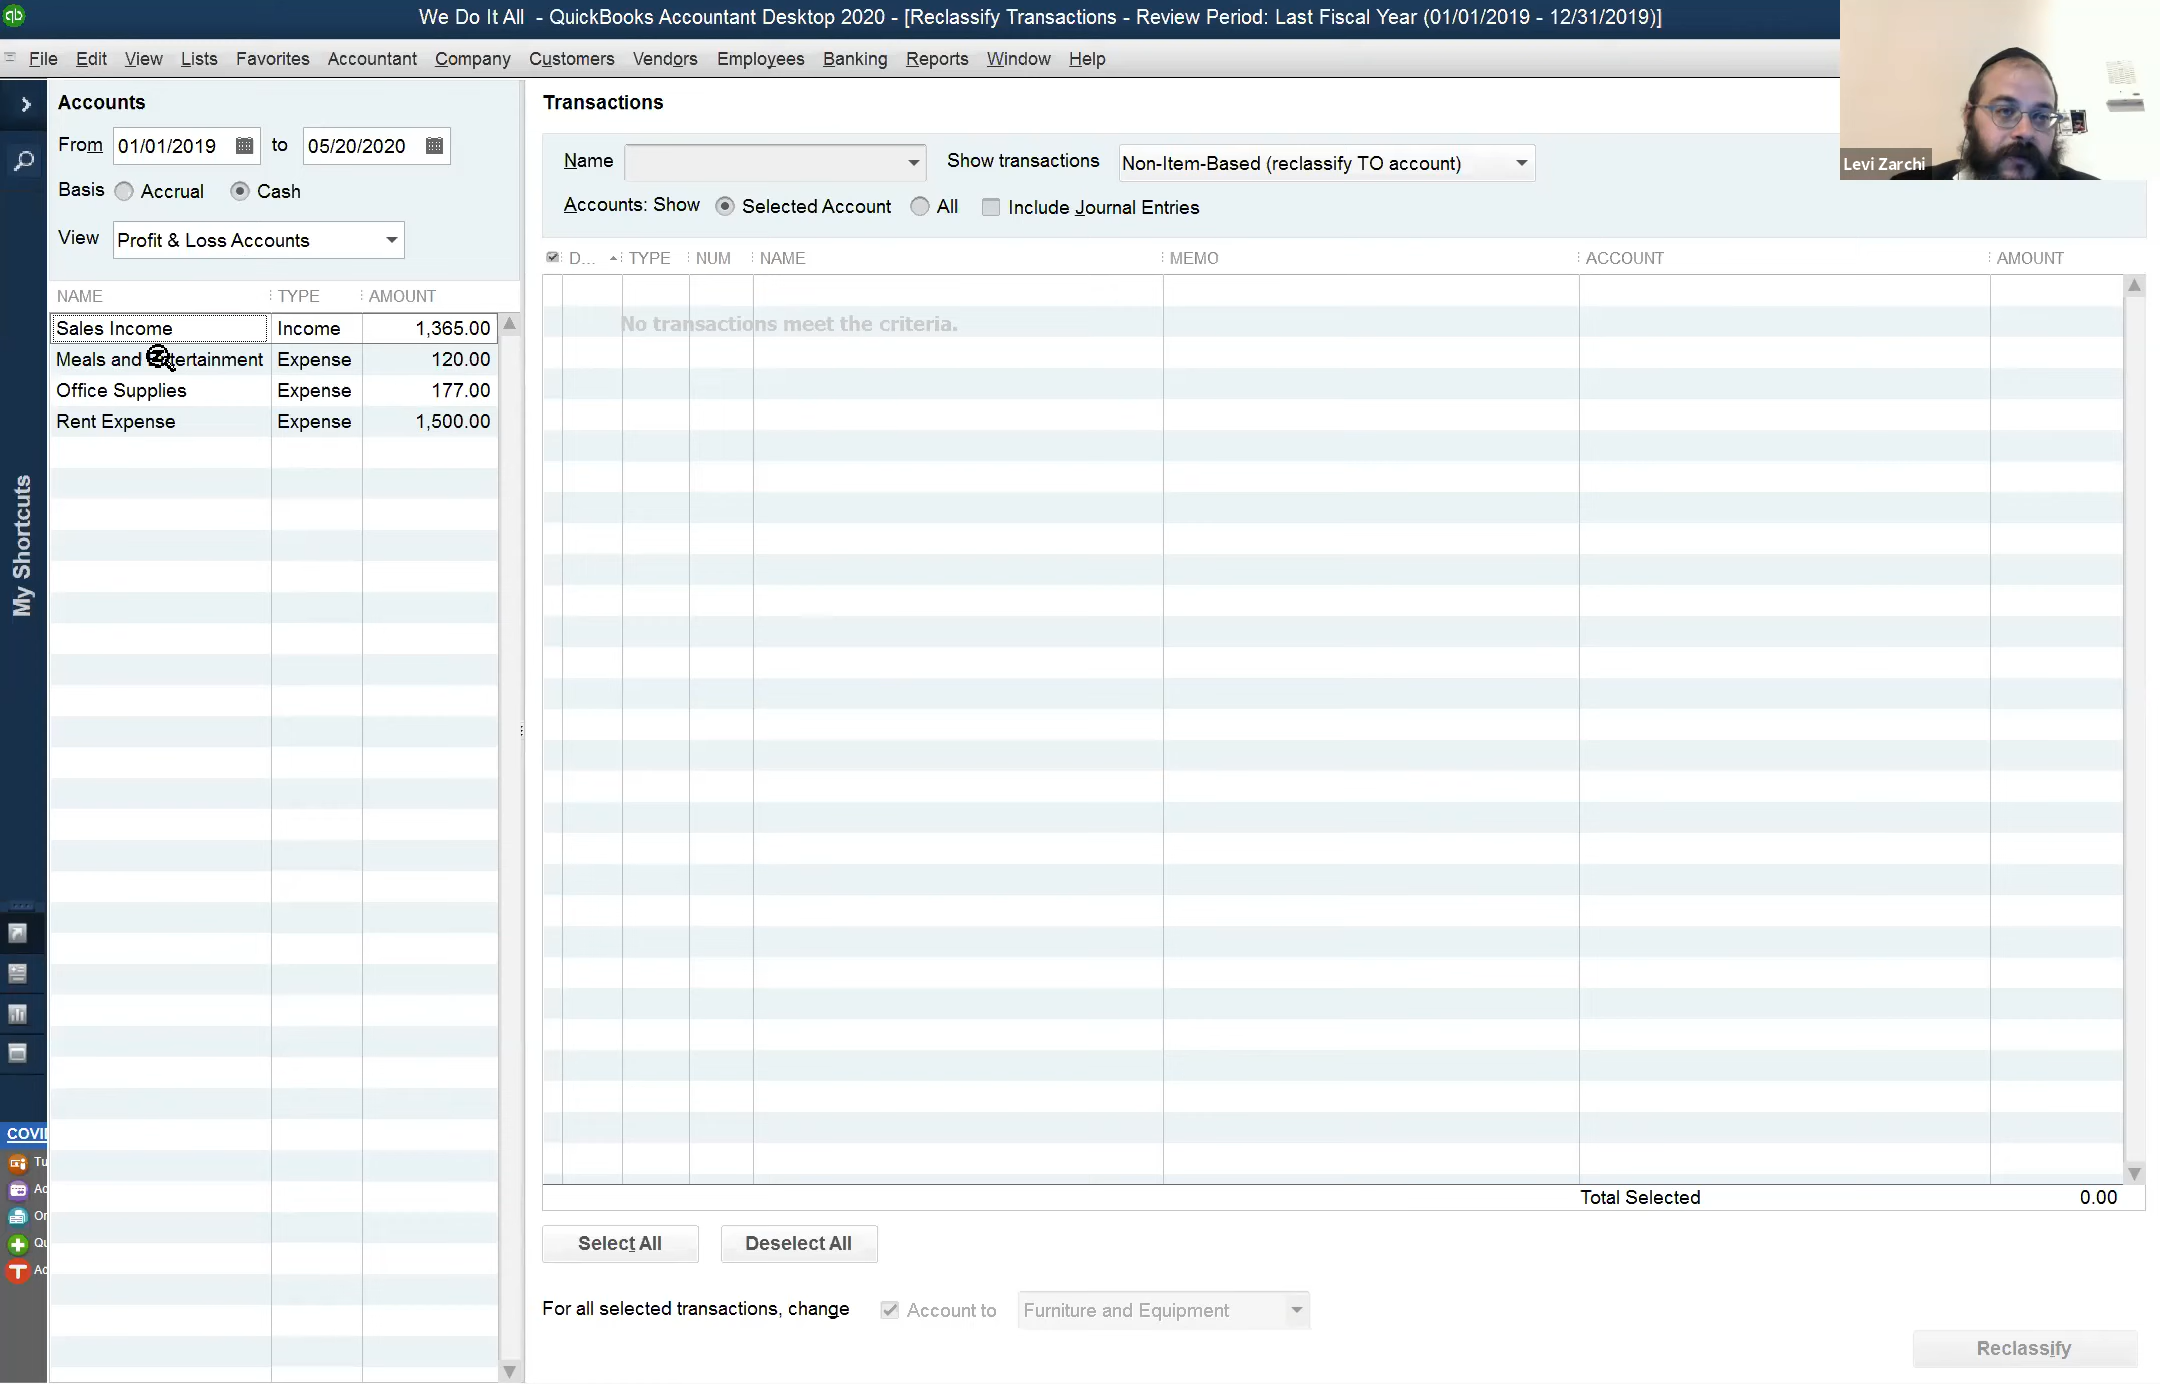 We Do It All - QuickBooks Accountant Desktop 2020 - [Reclassify Transactions - Review Period: Last Fiscal Year (01/01/2019 - 12/31/2019)]
File Edit View Lists Favorites Accountant Company Customers Vendors Employees Banking Reports Window Help
Levi Zarchi
My Shortcuts
COVI
Tu
Ac
Or
Qu
Ac
Accounts
From 01/01/2019 to 05/20/2020
Basis Accrual Cash
View Profit & Loss Accounts
NAME TYPE AMOUNT
Sales Income Income 1,365.00
Meals and Entertainment Expense 120.00
Office Supplies Expense 177.00
Rent Expense Expense 1,500.00
Transactions
Name Show transactions Non-Item-Based (reclassify TO account)
Accounts: Show Selected Account All Include Journal Entries
D... TYPE NUM NAME MEMO ACCOUNT AMOUNT
No transactions meet the criteria.
Total Selected 0.00
Select All Deselect All
For all selected transactions, change Account to Furniture and Equipment
Reclassify